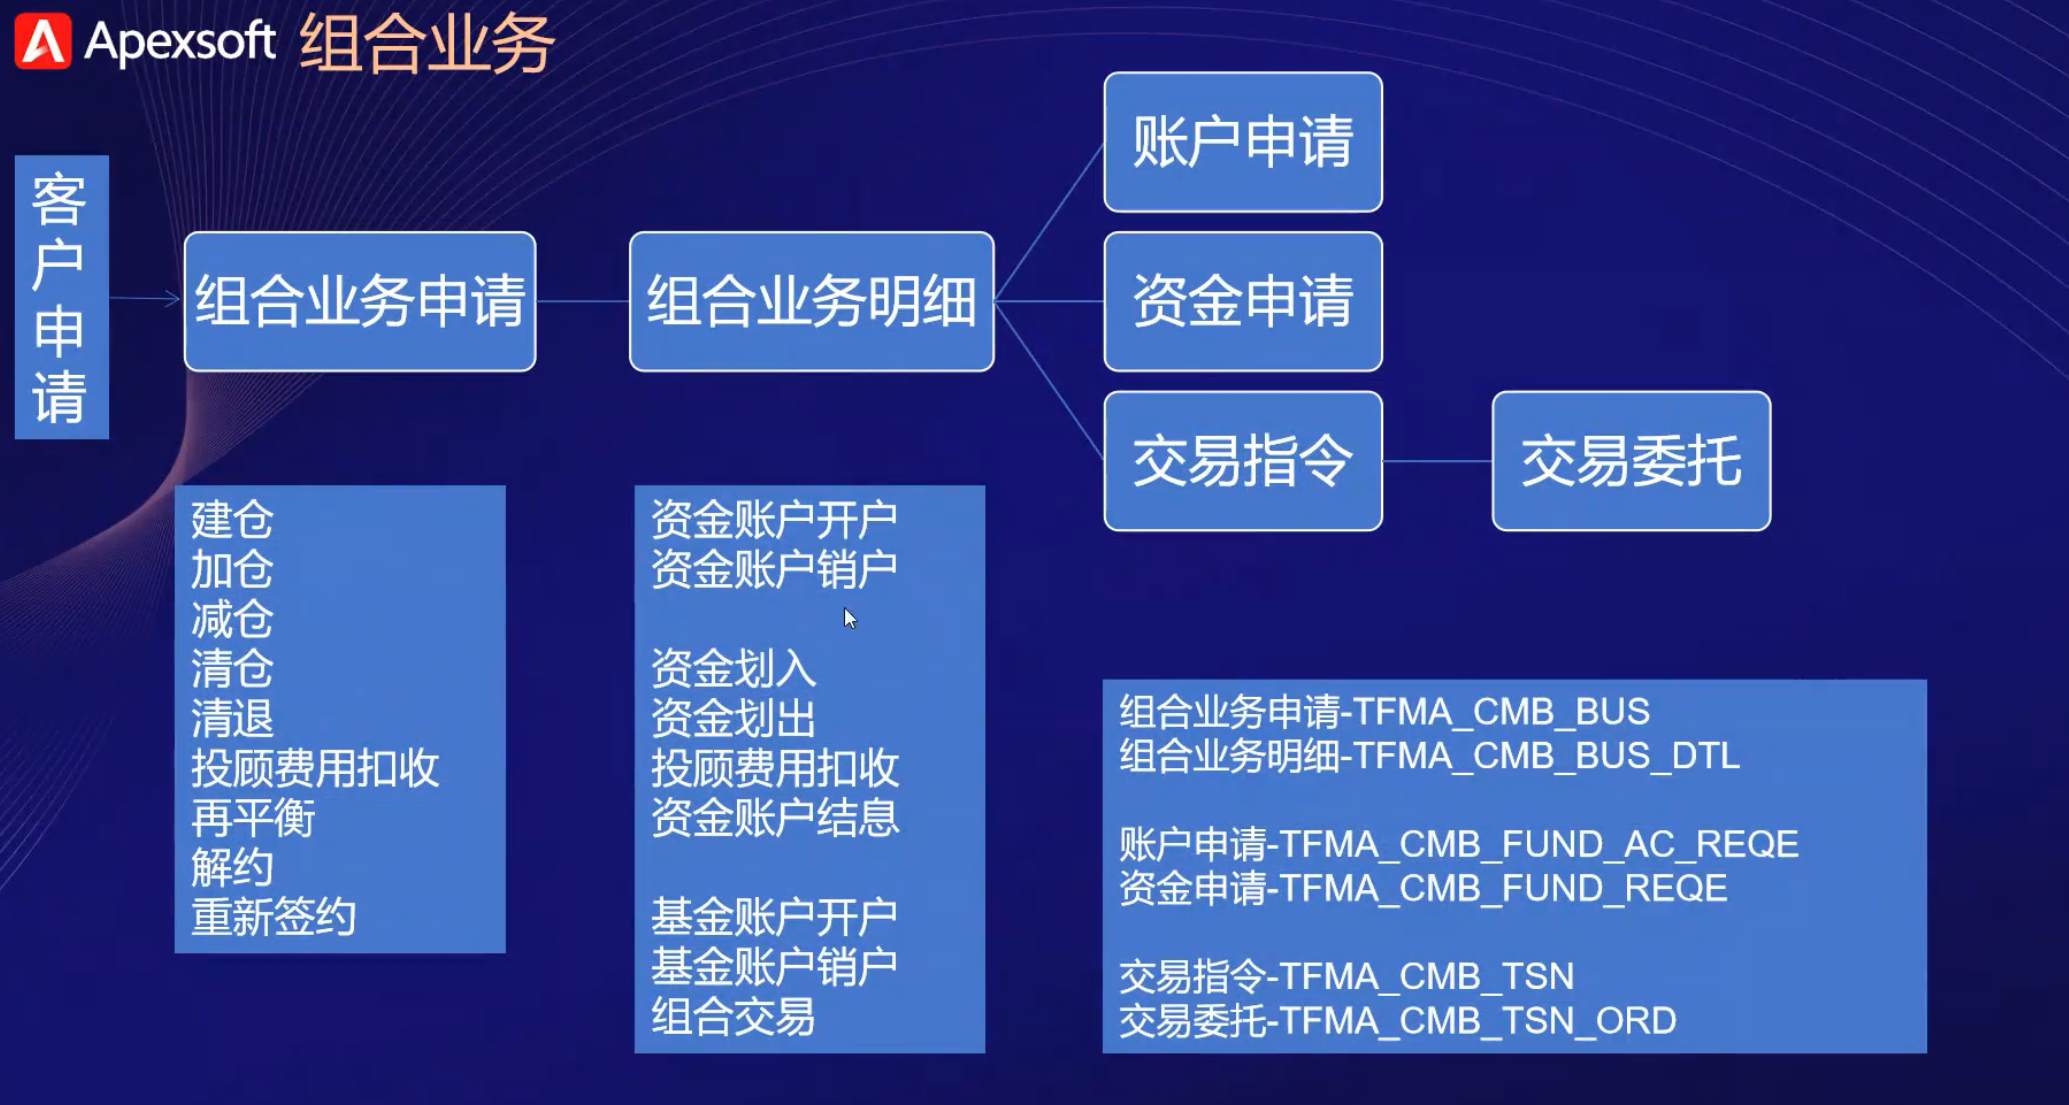 Apexsoft 组合业务
客户申请
组合业务申请
组合业务明细
账户申请
资金申请
交易指令
交易委托
建仓
加仓
减仓
清仓
清退
投顾费用扣收
再平衡
解约
重新签约
资金账户开户
资金账户销户
资金划入
资金划出
投顾费用扣收
资金账户结息
基金账户开户
基金账户销户
组合交易
组合业务申请-TFMA_CMB_BUS
组合业务明细-TFMA_CMB_BUS_DTL
账户申请-TFMA_CMB_FUND_AC_REQE
资金申请-TFMA_CMB_FUND_REQE
交易指令-TFMA_CMB_TSN
交易委托-TFMA_CMB_TSN_ORD